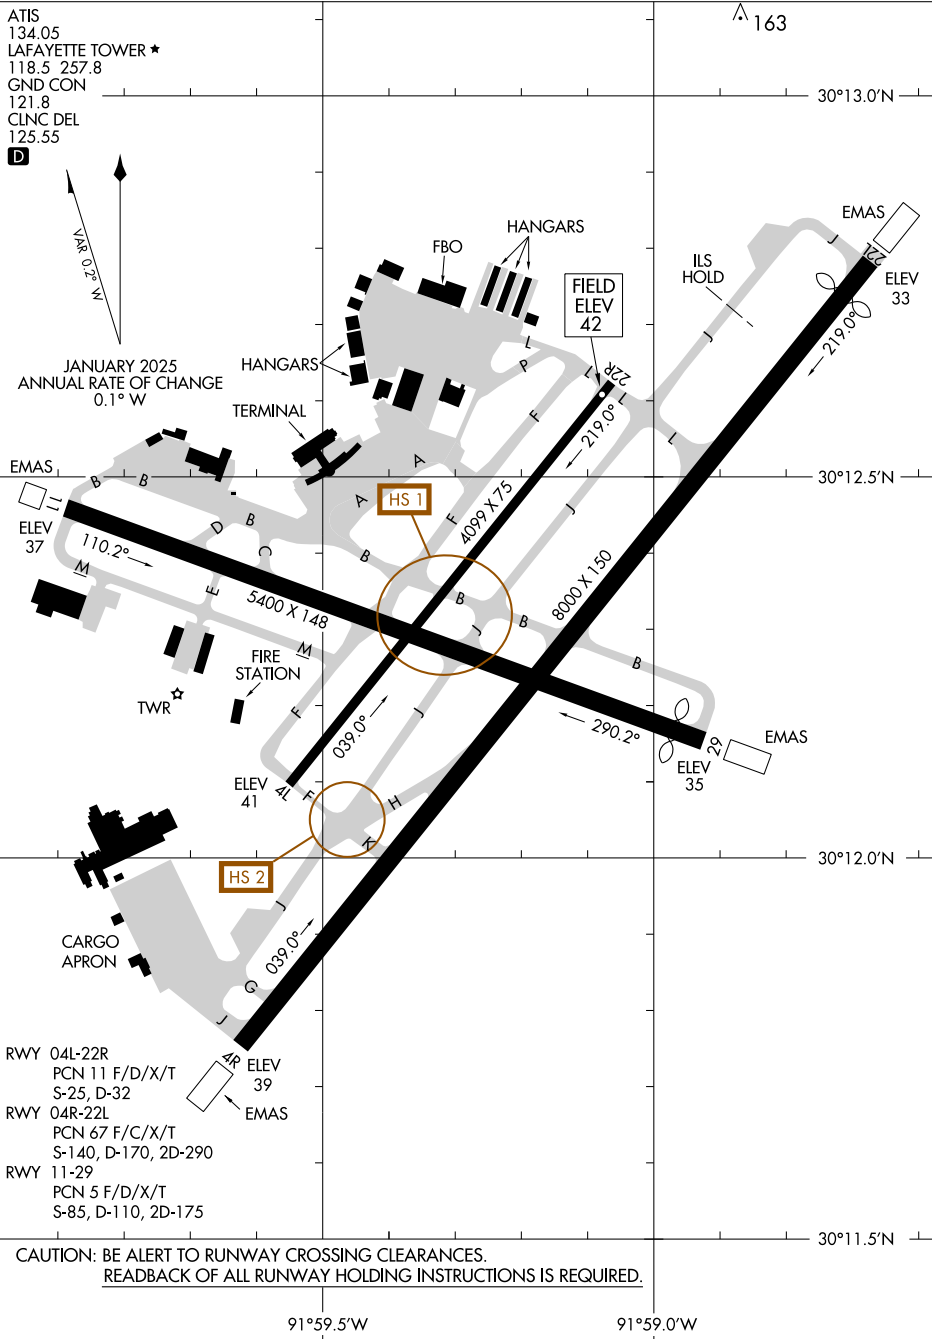 ATIS
134.05
LAFAYETTE TOWER ★
118.5 257.8
GND CON
121.8
CLNC DEL
125.55
D
163
30°13.0'N
VAR 0.2° W
JANUARY 2025
ANNUAL RATE OF CHANGE
0.1° W
EMAS
22L
ELEV
33
219.0°
J
ILS
HOLD
J
HANGARS
FBO
FIELD
ELEV
42
L
P
L
22R
L
L
F
219.0°
HANGARS
TERMINAL
A
A
30°12.5'N
EMAS
11
ELEV
37
B
B
B
D
C
E
M
110.2°
5400 X 148
HS 1
F
4099 X 75
J
8000 X 150
B
B
B
B
J
M
FIRE
STATION
TWR
F
039.0°
J
290.2°
29
EMAS
ELEV
35
ELEV
41
4L
F
H
K
HS 2
30°12.0'N
J
CARGO
APRON
039.0°
G
J
4R
ELEV
39
EMAS
RWY 04L-22R
PCN 11 F/D/X/T
S-25, D-32
RWY 04R-22L
PCN 67 F/C/X/T
S-140, D-170, 2D-290
RWY 11-29
PCN 5 F/D/X/T
S-85, D-110, 2D-175
30°11.5'N
CAUTION: BE ALERT TO RUNWAY CROSSING CLEARANCES.
READBACK OF ALL RUNWAY HOLDING INSTRUCTIONS IS REQUIRED.
91°59.5'W
91°59.0'W